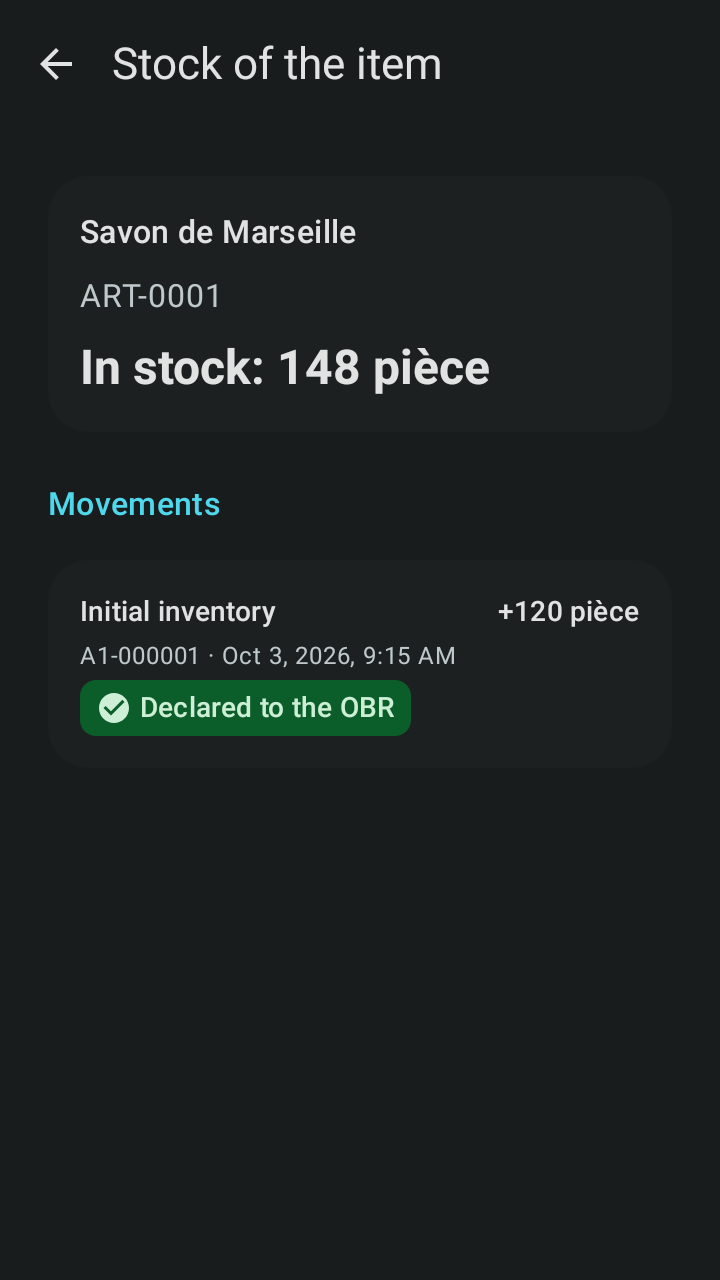 Stock of the item
Savon de Marseille
ART-0001
In stock: 148 pièce
Movements
Initial inventory +120 pièce
A1-000001 · Oct 3, 2026, 9:15 AM
Declared to the OBR